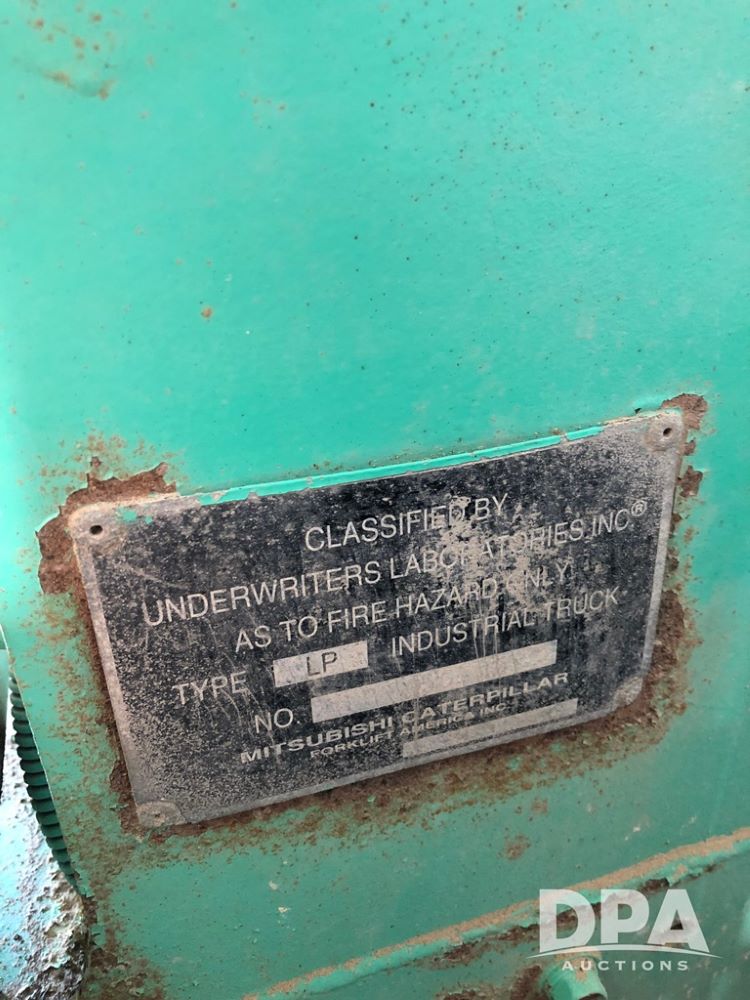 CLASSIFIED BY
UNDERWRITERS LABORATORIES, INC.®
AS TO FIRE HAZARD ONLY.
TYPE LP INDUSTRIAL TRUCK
NO.
MITSUBISHI CATERPILLAR
FORKLIFT AMERICA INC.
DPA
AUCTIONS